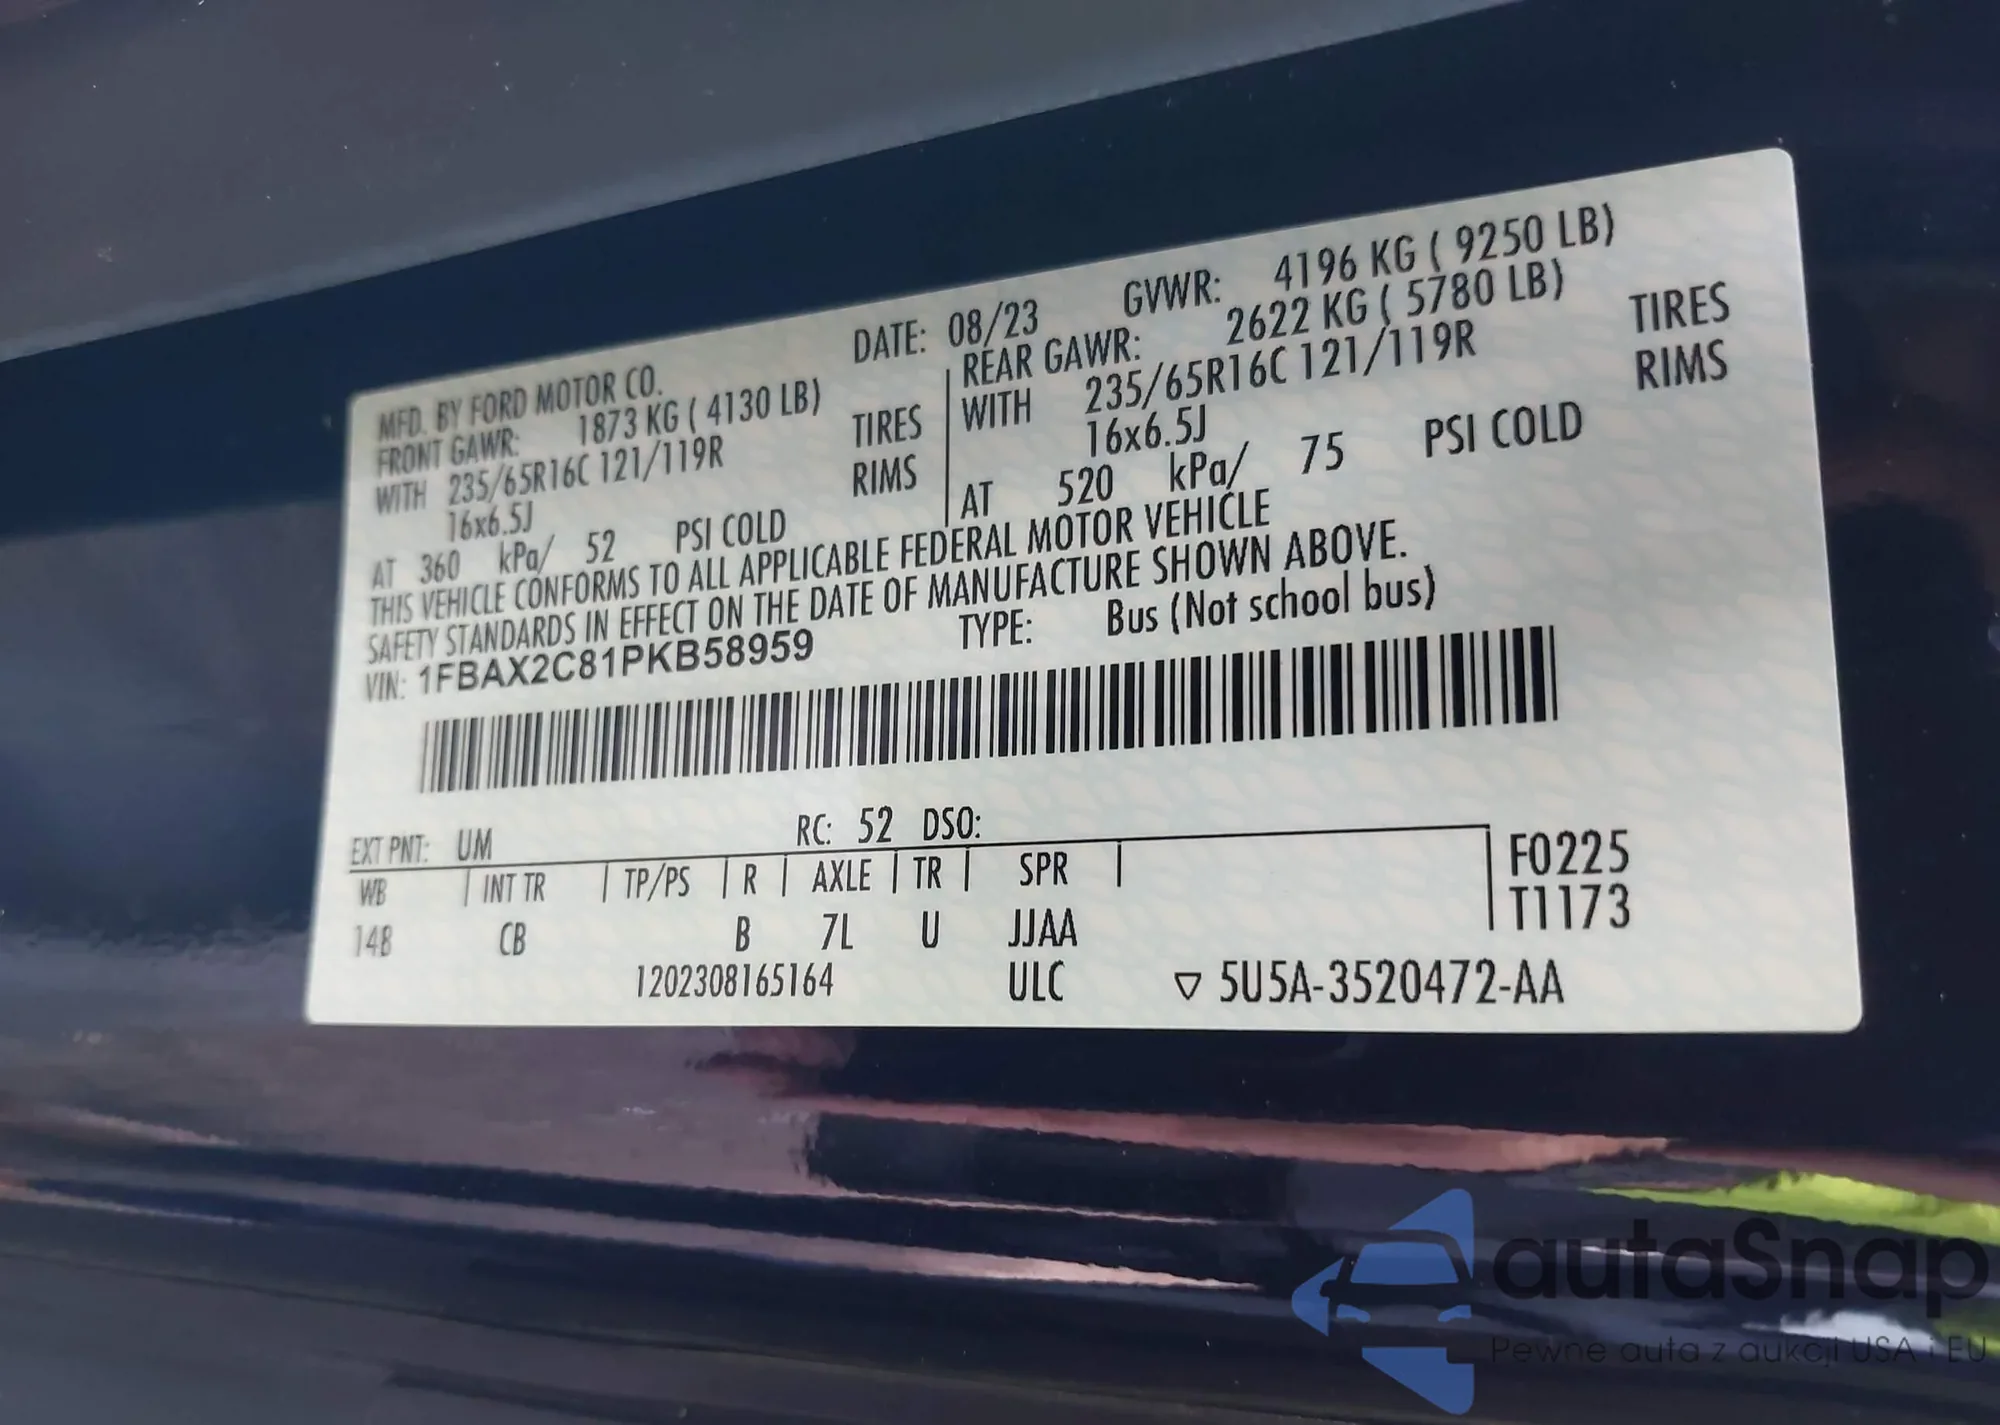 MFD. BY FORD MOTOR CO. DATE: 08/23 GVWR: 4196 KG ( 9250 LB)
FRONT GAWR: 1873 KG ( 4130 LB)
WITH 235/65R16C 121/119R TIRES
16x6.5J RIMS
AT 360 kPa/ 52 PSI COLD
REAR GAWR: 2622 KG ( 5780 LB)
WITH 235/65R16C 121/119R TIRES
16x6.5J RIMS
AT 520 kPa/ 75 PSI COLD
THIS VEHICLE CONFORMS TO ALL APPLICABLE FEDERAL MOTOR VEHICLE
SAFETY STANDARDS IN EFFECT ON THE DATE OF MANUFACTURE SHOWN ABOVE.
VIN: 1FBAX2C81PKB58959 TYPE: Bus (Not school bus)
EXT PNT: UM RC: 52 DSO:
WB INT TR TP/PS R AXLE TR SPR F0225
148 CB B 7L U JJAA T1173
1202308165164 ULC ▽ 5U5A-3520472-AA
autaSnap
Pewne auta z aukcji USA i EU